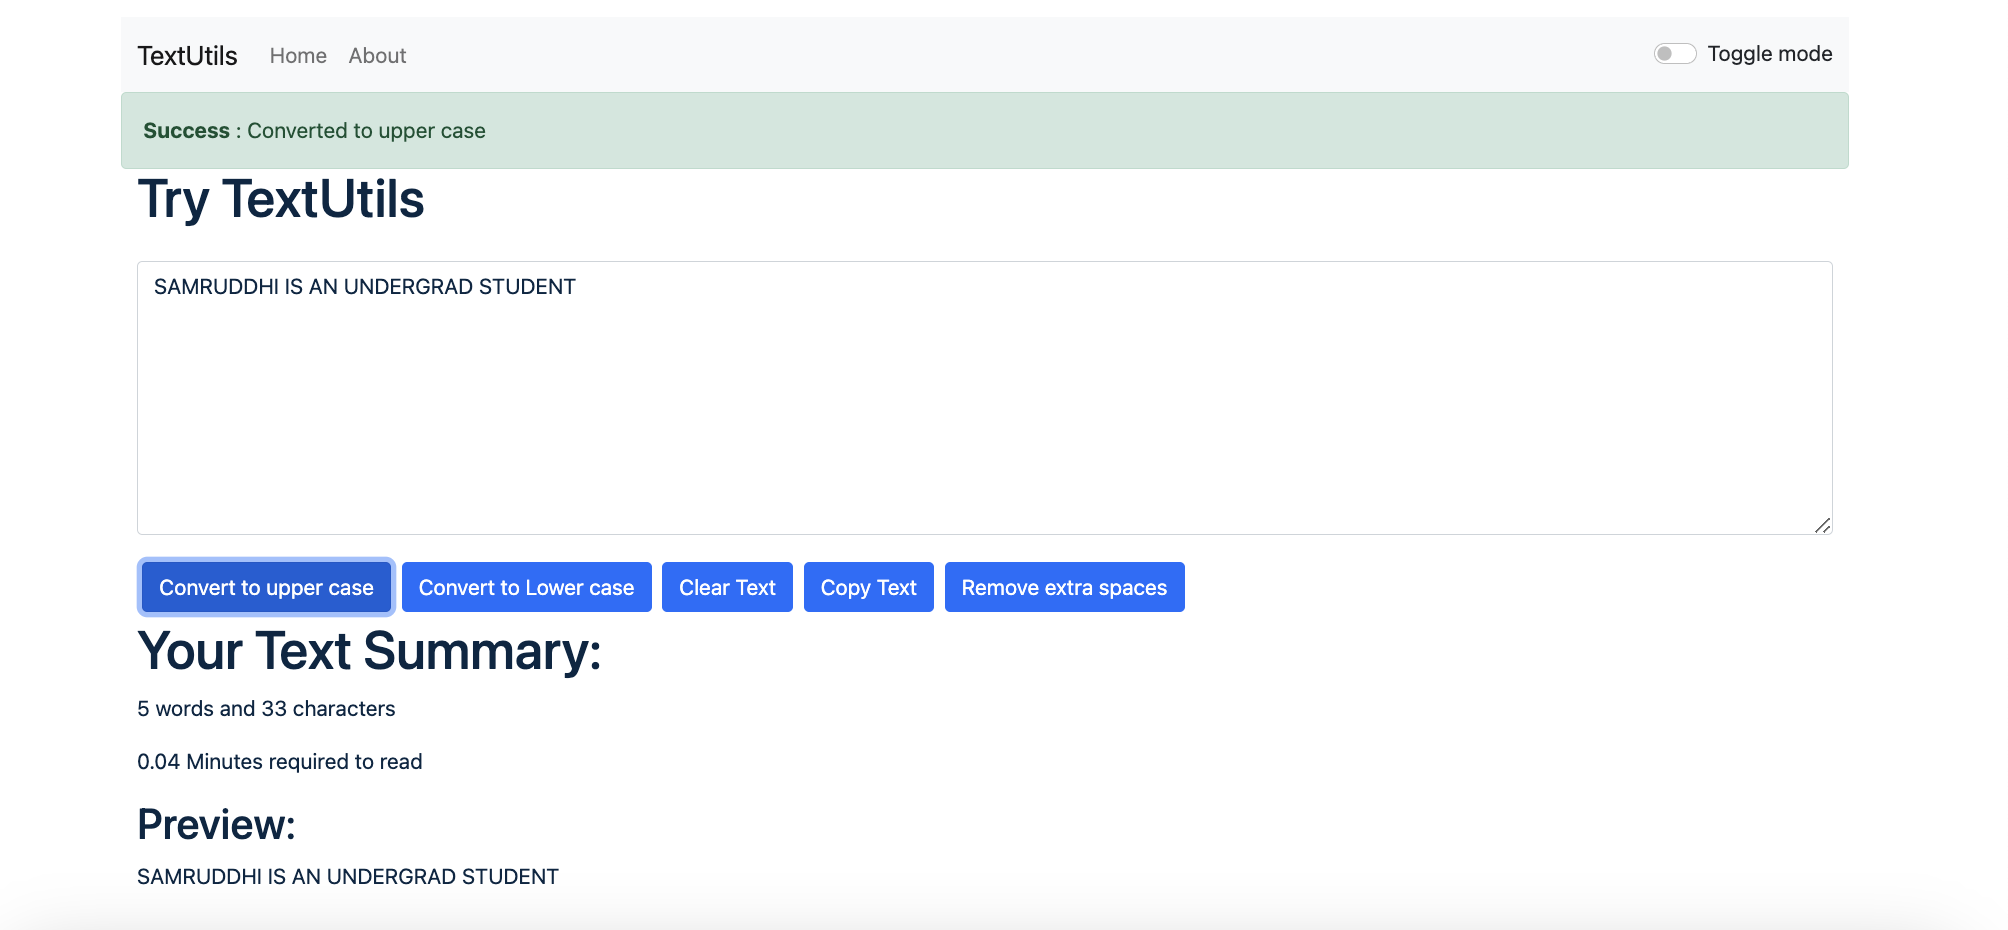 TextUtils Home About Toggle mode
Success : Converted to upper case
Try TextUtils
SAMRUDDHI IS AN UNDERGRAD STUDENT
Convert to upper case Convert to Lower case Clear Text Copy Text Remove extra spaces
Your Text Summary:
5 words and 33 characters
0.04 Minutes required to read
Preview:
SAMRUDDHI IS AN UNDERGRAD STUDENT